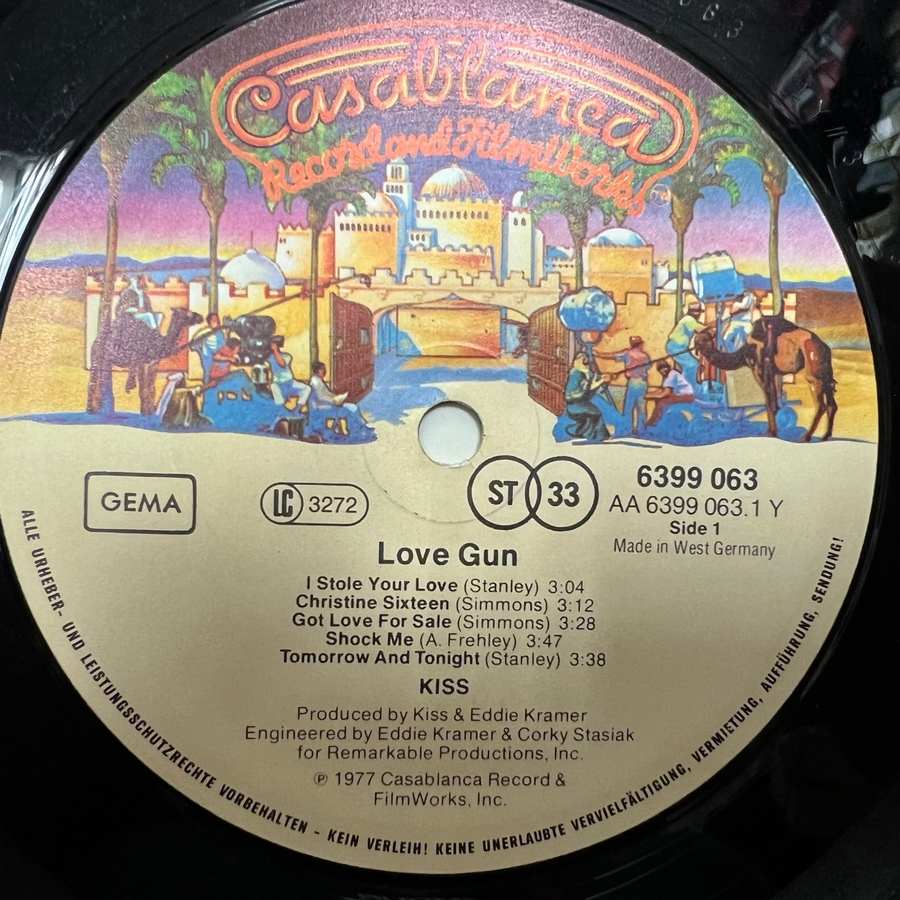 Casablanca
Record and FilmWorks
GEMA
LC 3272
ST 33
6399 063
AA 6399 063.1 Y
Side 1
Made in West Germany
Love Gun
I Stole Your Love (Stanley) 3:04
Christine Sixteen (Simmons) 3:12
Got Love For Sale (Simmons) 3:28
Shock Me (A. Frehley) 3:47
Tomorrow And Tonight (Stanley) 3:38
KISS
Produced by Kiss & Eddie Kramer
Engineered by Eddie Kramer & Corky Stasiak
for Remarkable Productions, Inc.
℗ 1977 Casablanca Record &
FilmWorks, Inc.
ALLE URHEBER- UND LEISTUNGSSCHUTZRECHTE VORBEHALTEN - KEIN VERLEIH! KEINE UNERLAUBTE VERVIELFÄLTIGUNG, VERMIETUNG, AUFFÜHRUNG, SENDUNG!